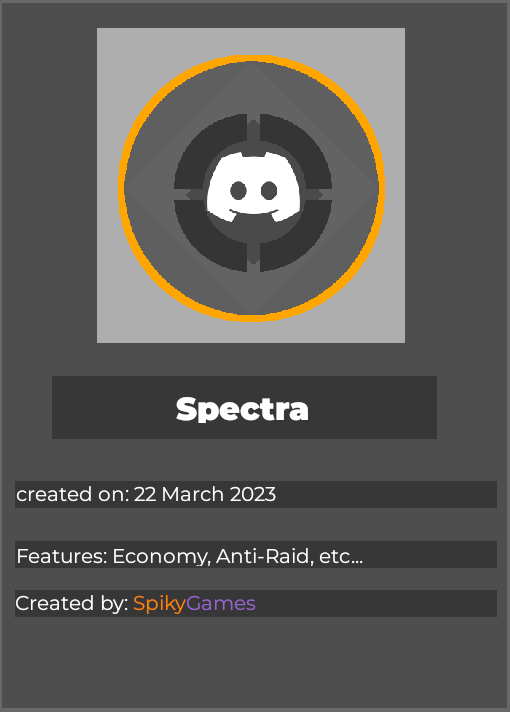 Spectra
created on: 22 March 2023
Features: Economy, Anti-Raid, etc...
Created by: SpikyGames